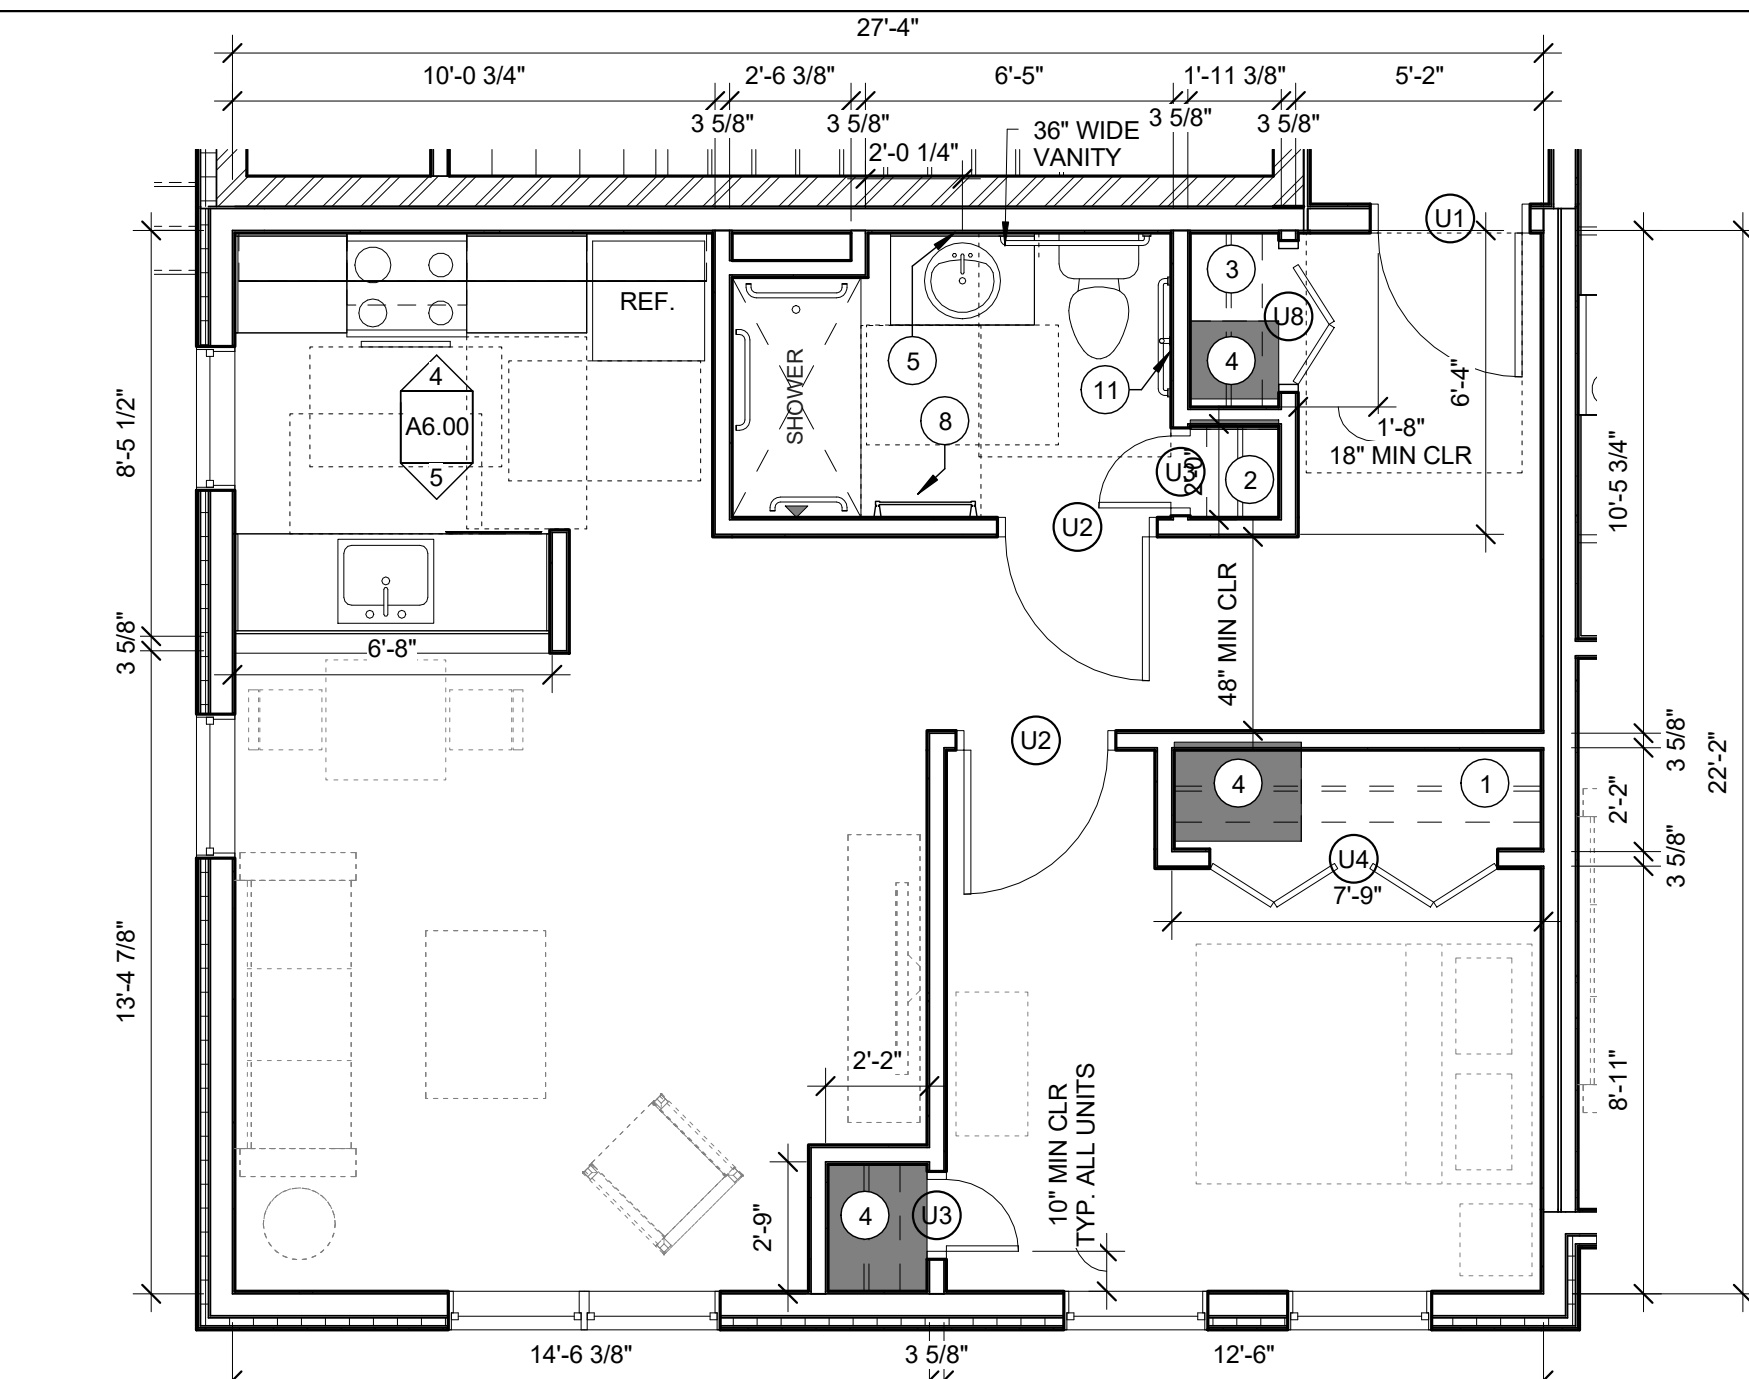 27'-4"
10'-0 3/4"
2'-6 3/8"
6'-5"
1'-11 3/8"
5'-2"
3 5/8"
3 5/8"
3 5/8"
3 5/8"
36" WIDE
VANITY
2'-0 1/4"
U1
REF.
3
U8
4
SHOWER
5
11
4
A6.00
5
8
6'-4"
1'-8"
18" MIN CLR
U3
2'-0"
2
U2
8'-5 1/2"
10'-5 3/4"
48" MIN CLR
3 5/8"
6'-8"
U2
4
1
3 5/8"
2'-2"
22'-2"
U4
3 5/8"
7'-9"
13'-4 7/8"
2'-2"
10" MIN CLR
TYP. ALL UNITS
8'-11"
2'-9"
4
U3
14'-6 3/8"
3 5/8"
12'-6"